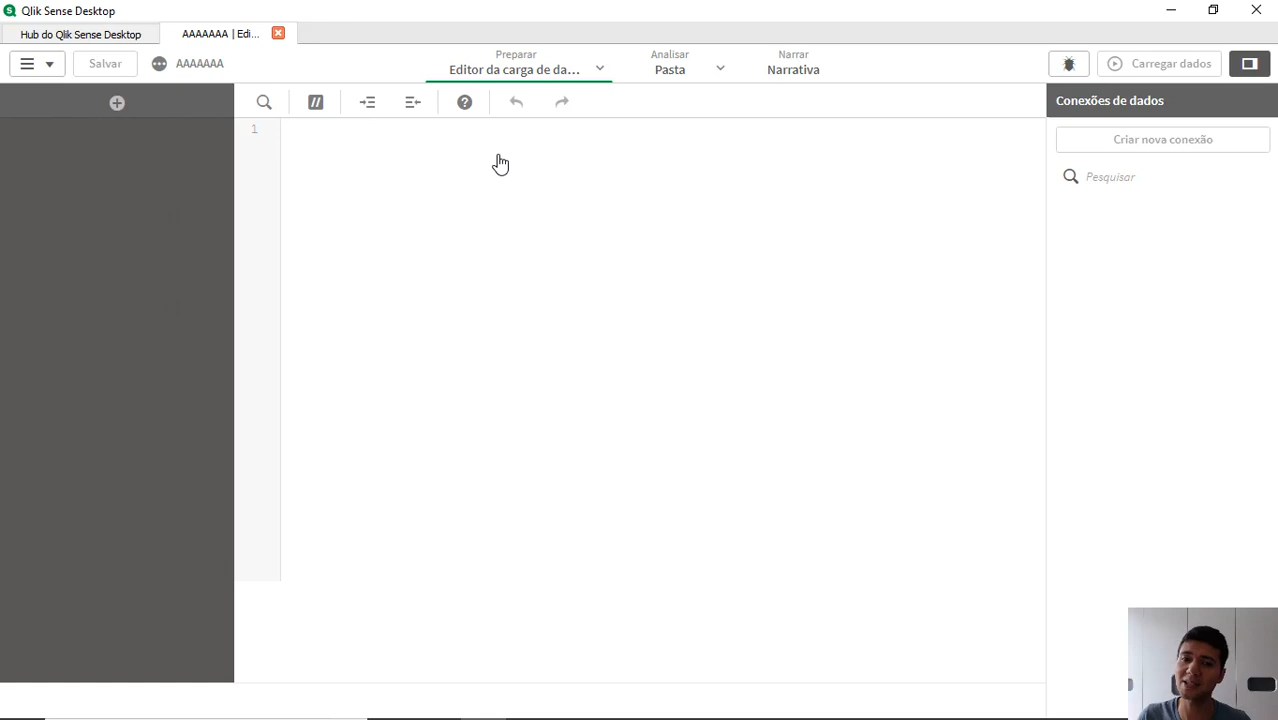 Qlik Sense Desktop
Hub do Qlik Sense Desktop
AAAAAAA | Edi...
Salvar
AAAAAAA
Preparar
Editor da carga de da...
Analisar
Pasta
Narrar
Narrativa
Carregar dados
Conexões de dados
1
Criar nova conexão
Pesquisar